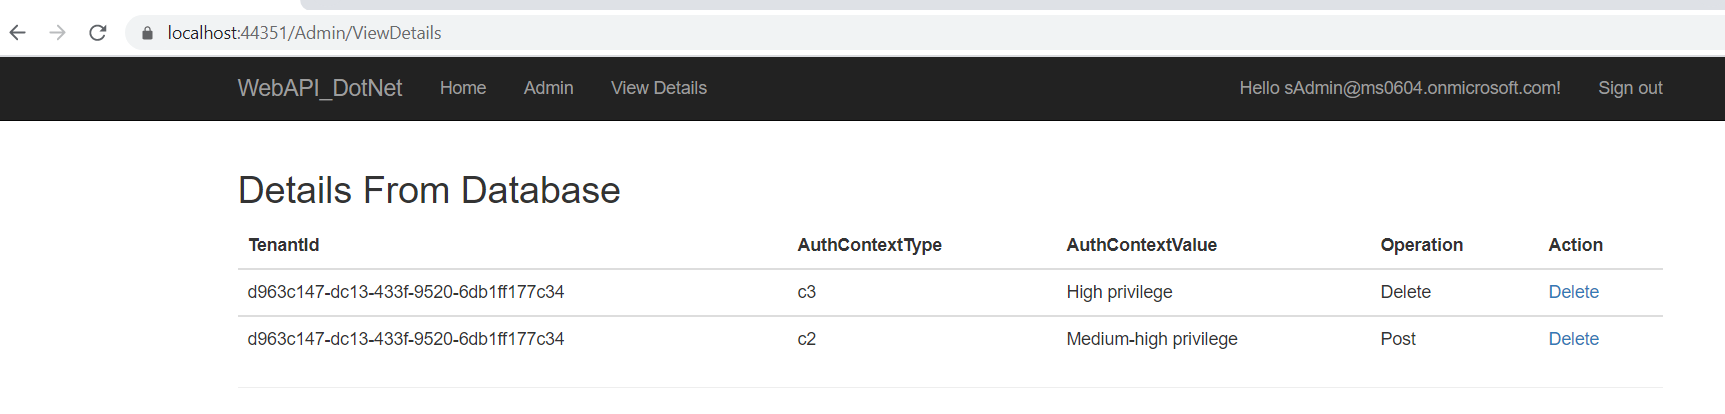 localhost:44351/Admin/ViewDetails
WebAPI_DotNet Home Admin View Details Hello sAdmin@ms0604.onmicrosoft.com! Sign out
Details From Database
TenantId AuthContextType AuthContextValue Operation Action
d963c147-dc13-433f-9520-6db1ff177c34 c3 High privilege Delete Delete
d963c147-dc13-433f-9520-6db1ff177c34 c2 Medium-high privilege Post Delete